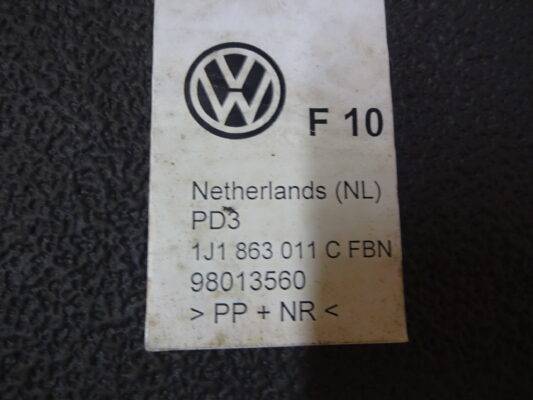 F 10
Netherlands (NL)
PD3
1J1 863 011 C FBN
98013560
> PP + NR <